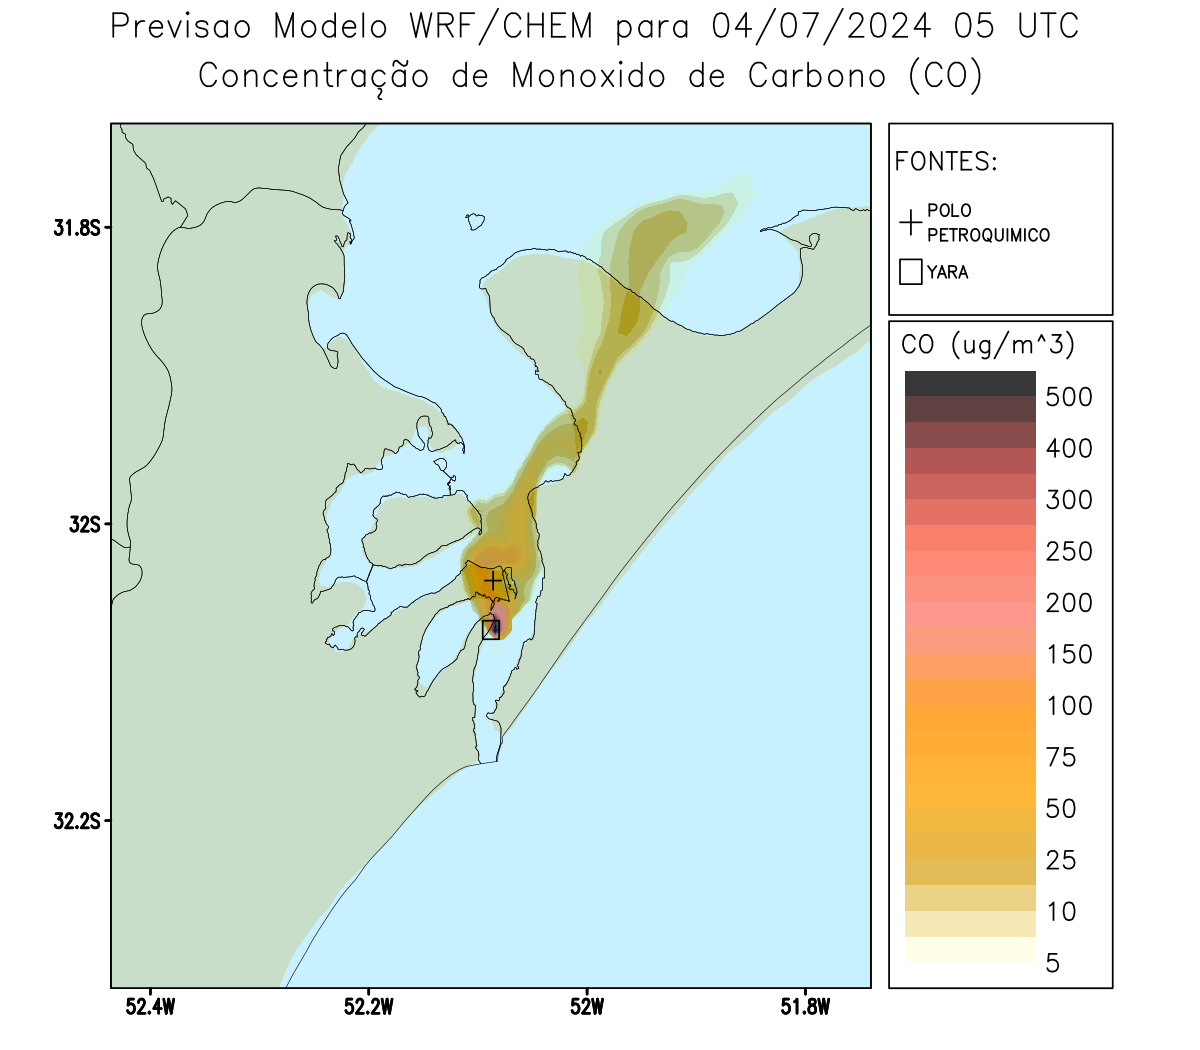 Previsao Modelo WRF/CHEM para 04/07/2024 05 UTC
Concentração de Monoxido de Carbono (CO)
FONTES:
POLO
PETROQUIMICO
YARA
CO (ug/m^3)
500
400
300
250
200
150
100
75
50
25
10
5
31.8S
32S
32.2S
52.4W
52.2W
52W
51.8W